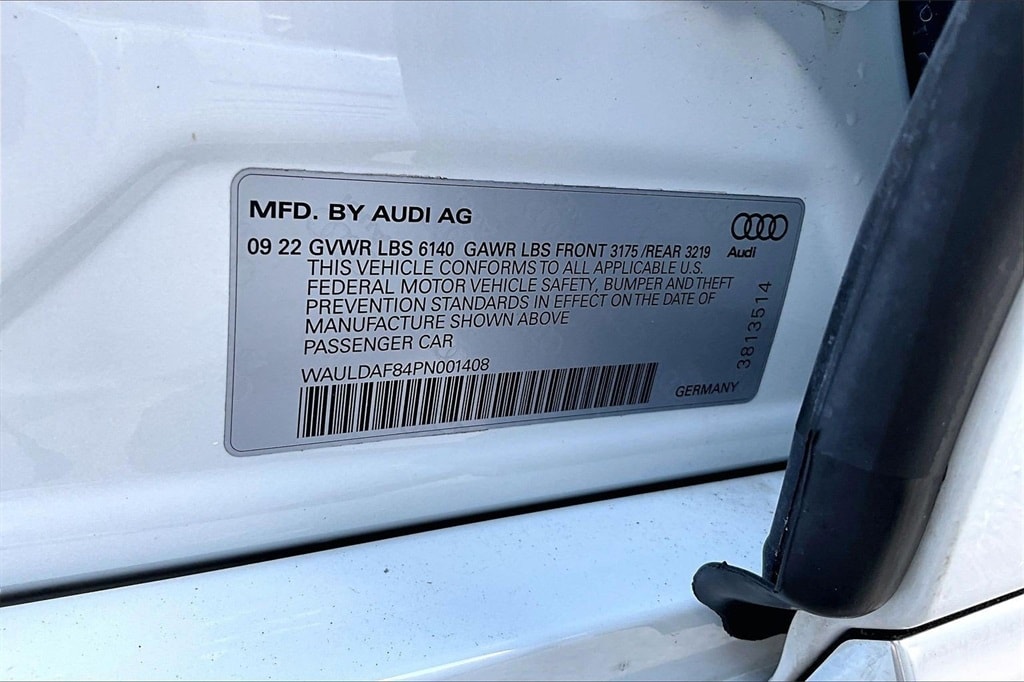 MFD. BY AUDI AG
09 22 GVWR LBS 6140 GAWR LBS FRONT 3175 /REAR 3219
Audi
THIS VEHICLE CONFORMS TO ALL APPLICABLE U.S.
FEDERAL MOTOR VEHICLE SAFETY, BUMPER AND THEFT
PREVENTION STANDARDS IN EFFECT ON THE DATE OF
MANUFACTURE SHOWN ABOVE
PASSENGER CAR
3813514
WAULDAF84PN001408
GERMANY